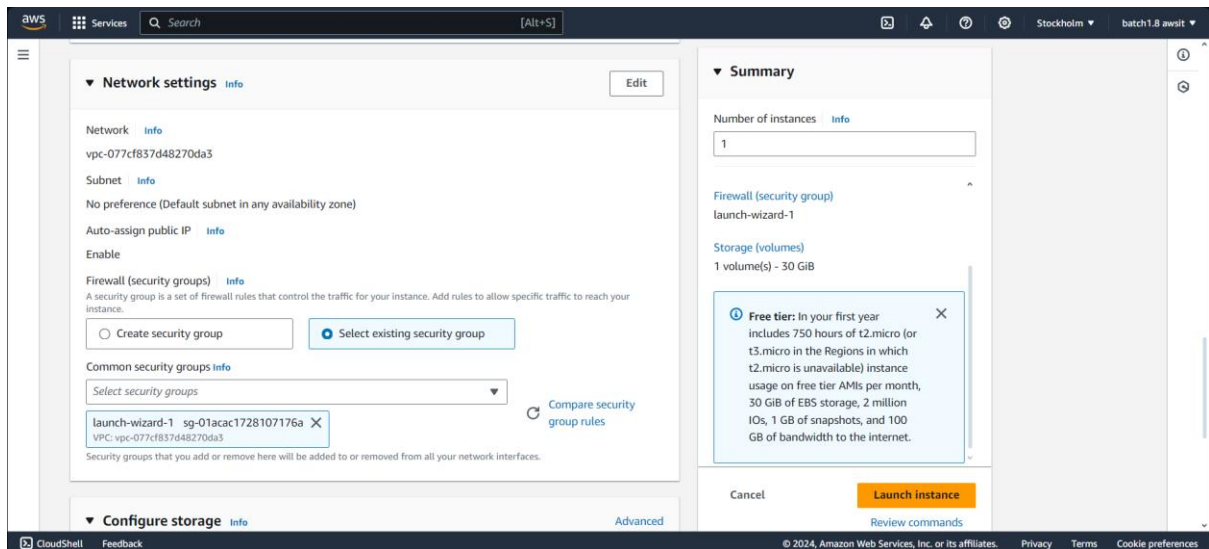 aws
Services
Search
[Alt+S]
Stockholm ▼
batch1.8 awsit ▼
▼ Network settings Info
Edit
Network Info
vpc-077cf837d48270da3
Subnet Info
No preference (Default subnet in any availability zone)
Auto-assign public IP Info
Enable
Firewall (security groups) Info
A security group is a set of firewall rules that control the traffic for your instance. Add rules to allow specific traffic to reach your
instance.
Create security group
Select existing security group
Common security groups Info
Select security groups
launch-wizard-1 sg-01acac1728107176a
VPC: vpc-077cf837d48270da3
Compare security
group rules
Security groups that you add or remove here will be added to or removed from all your network interfaces.
▼ Configure storage Info
Advanced
▼ Summary
Number of instances Info
1
Firewall (security group)
launch-wizard-1
Storage (volumes)
1 volume(s) - 30 GiB
Free tier: In your first year
includes 750 hours of t2.micro (or
t3.micro in the Regions in which
t2.micro is unavailable) instance
usage on free tier AMIs per month,
30 GiB of EBS storage, 2 million
IOs, 1 GB of snapshots, and 100
GB of bandwidth to the internet.
Cancel
Launch instance
Review commands
CloudShell
Feedback
© 2024, Amazon Web Services, Inc. or its affiliates.
Privacy
Terms
Cookie preferences